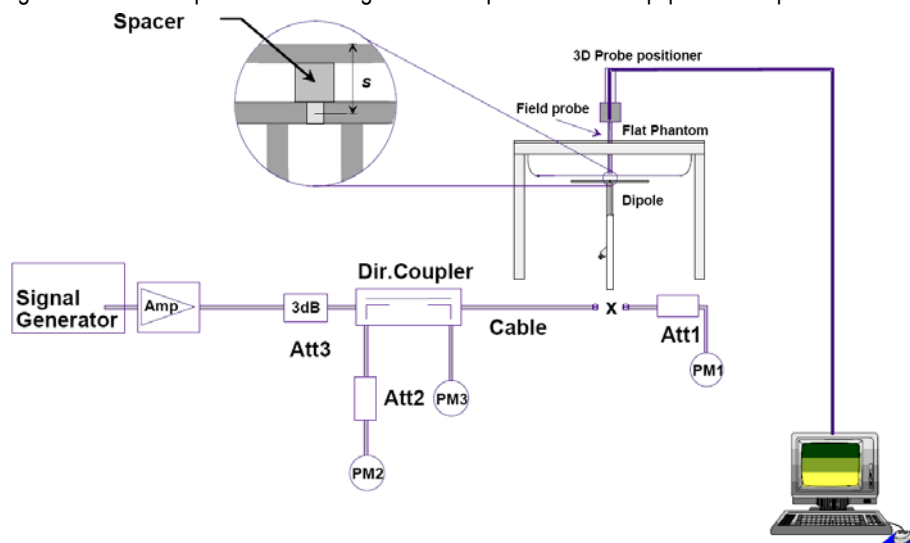 Spacer
s
3D Probe positioner
Field probe
Flat Phantom
Dipole
Dir.Coupler
Signal
Generator
Amp
3dB
Cable
X
Att3
Att1
PM1
Att2
PM3
PM2